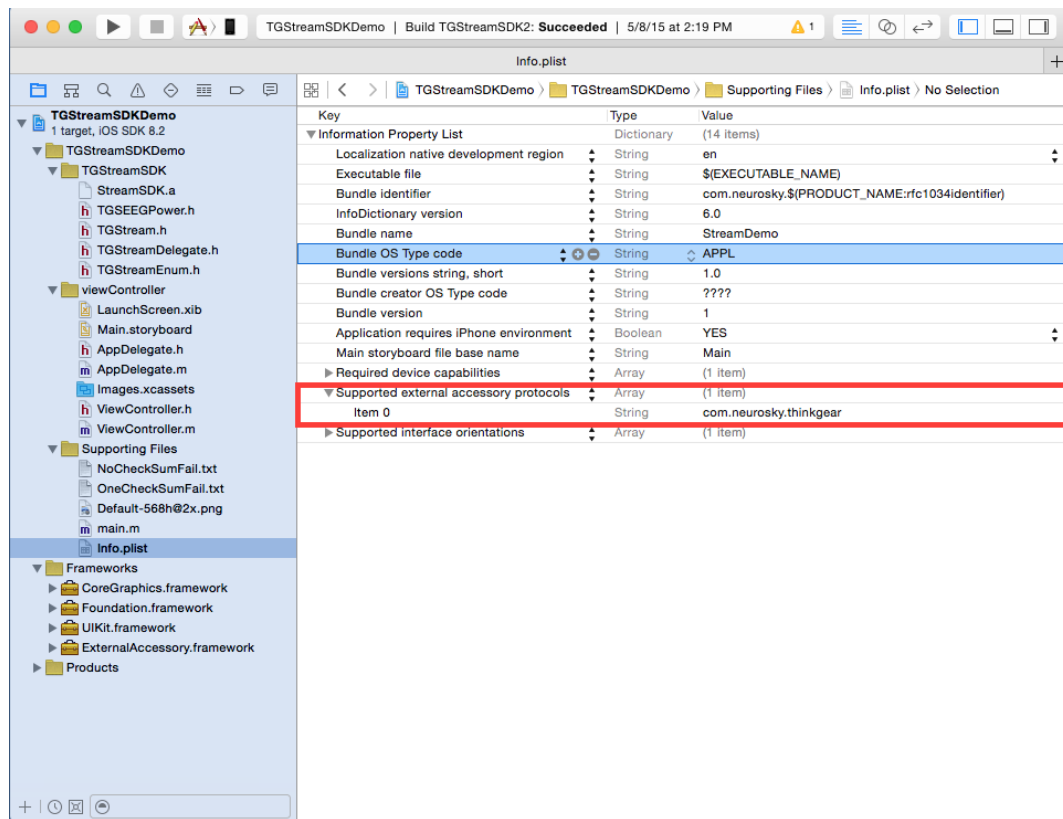 TGStreamSDKDemo | Build TGStreamSDK2: Succeeded | 5/8/15 at 2:19 PM 1
Info.plist
TGStreamSDKDemo TGStreamSDKDemo Supporting Files Info.plist No Selection
TGStreamSDKDemo
1 target, iOS SDK 8.2
TGStreamSDKDemo
TGStreamSDK
StreamSDK.a
h TGSEEGPower.h
h TGStream.h
h TGStreamDelegate.h
h TGStreamEnum.h
viewController
LaunchScreen.xib
Main.storyboard
h AppDelegate.h
m AppDelegate.m
Images.xcassets
h ViewController.h
m ViewController.m
Supporting Files
NoCheckSumFail.txt
OneCheckSumFail.txt
Default-568h@2x.png
m main.m
Info.plist
Frameworks
CoreGraphics.framework
Foundation.framework
UIKit.framework
ExternalAccessory.framework
Products
Key Type Value
Information Property List Dictionary (14 items)
Localization native development region String en
Executable file String $(EXECUTABLE_NAME)
Bundle identifier String com.neurosky.$(PRODUCT_NAME:rfc1034identifier)
InfoDictionary version String 6.0
Bundle name String StreamDemo
Bundle OS Type code String APPL
Bundle versions string, short String 1.0
Bundle creator OS Type code String ????
Bundle version String 1
Application requires iPhone environment Boolean YES
Main storyboard file base name String Main
Required device capabilities Array (1 item)
Supported external accessory protocols Array (1 item)
Item 0 String com.neurosky.thinkgear
Supported interface orientations Array (1 item)